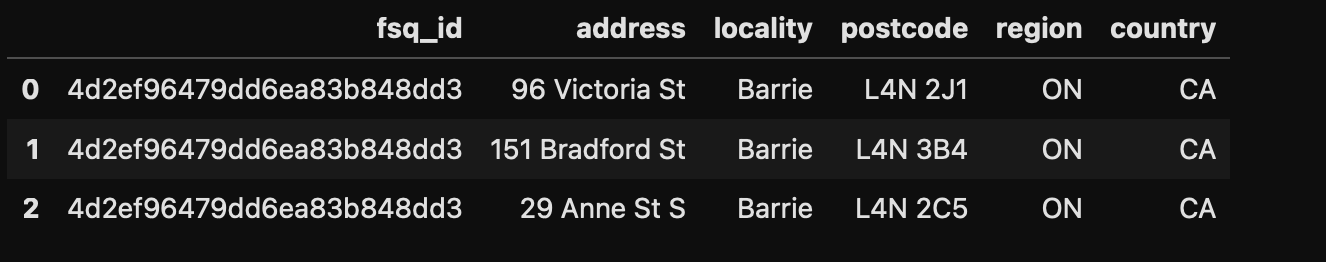 fsq_id address locality postcode region country
0 4d2ef96479dd6ea83b848dd3 96 Victoria St Barrie L4N 2J1 ON CA
1 4d2ef96479dd6ea83b848dd3 151 Bradford St Barrie L4N 3B4 ON CA
2 4d2ef96479dd6ea83b848dd3 29 Anne St S Barrie L4N 2C5 ON CA